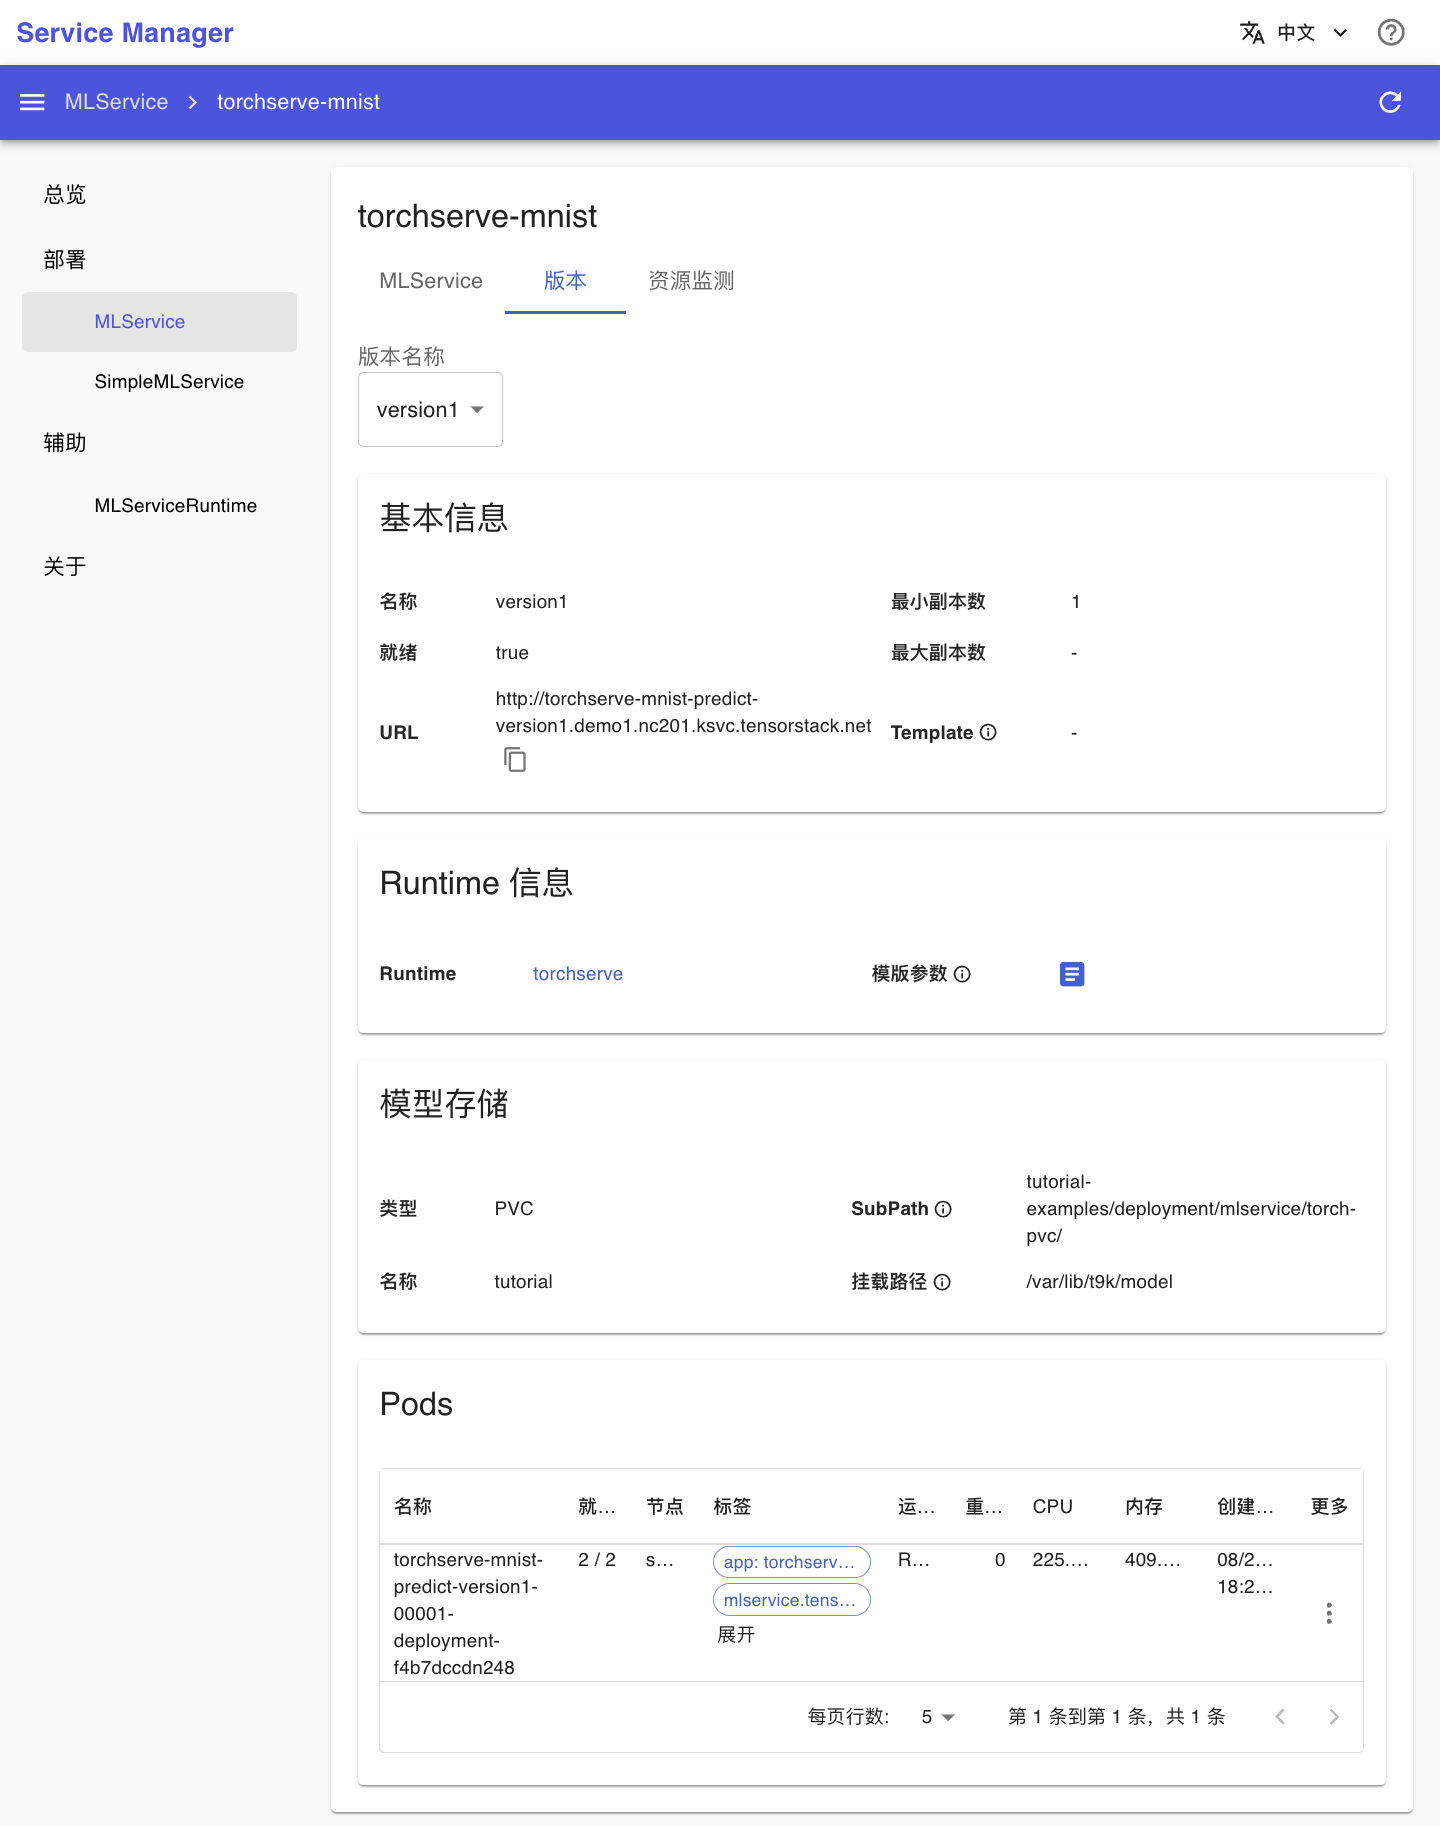 Service Manager
中文
MLService > torchserve-mnist
总览
部署
MLService
SimpleMLService
辅助
MLServiceRuntime
关于
torchserve-mnist
MLService 版本 资源监测
版本名称
version1
基本信息
名称 version1 最小副本数 1
就绪 true 最大副本数 -
URL http://torchserve-mnist-predict-
version1.demo1.nc201.ksvc.tensorstack.net
Template -
Runtime 信息
Runtime torchserve 模版参数
模型存储
类型 PVC SubPath tutorial-
examples/deployment/mlservice/torch-
pvc/
名称 tutorial 挂载路径 /var/lib/t9k/model
Pods
名称 就... 节点 标签 运... 重... CPU 内存 创建... 更多
torchserve-mnist- 2 / 2 s... app: torchserv... R... 0 225.... 409.... 08/2...
predict-version1- mlservice.tens... 18:2...
00001-
deployment- 展开
f4b7dccdn248
每页行数: 5 第 1 条到第 1 条，共 1 条